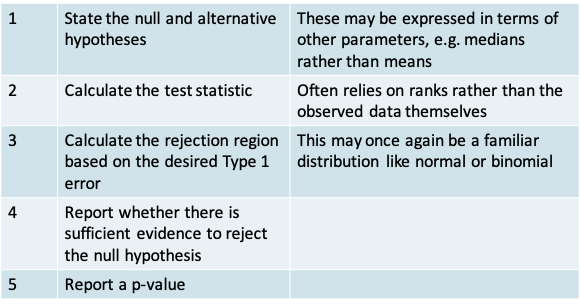 1 State the null and alternative These may be expressed in terms of
hypotheses other parameters, e.g. medians
rather than means
2 Calculate the test statistic Often relies on ranks rather than the
observed data themselves
3 Calculate the rejection region This may once again be a familiar
based on the desired Type 1 distribution like normal or binomial
error
4 Report whether there is
sufficient evidence to reject
the null hypothesis
5 Report a p-value